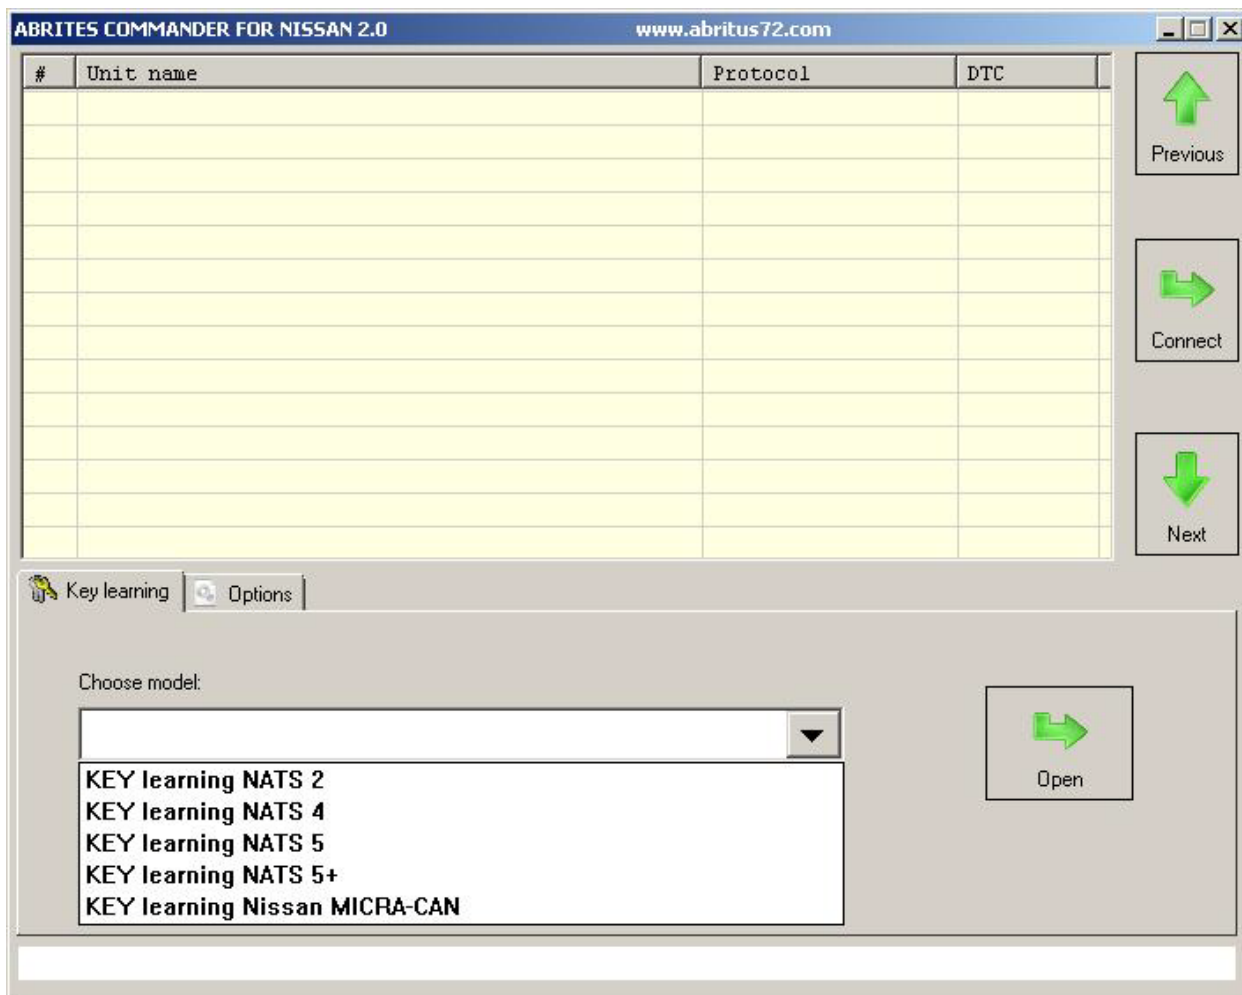 ABRITES COMMANDER FOR NISSAN 2.0 www.abritus72.com
# Unit name Protocol DTC
Previous
Connect
Next
Key learning Options
Choose model:
KEY learning NATS 2
KEY learning NATS 4
KEY learning NATS 5
KEY learning NATS 5+
KEY learning Nissan MICRA-CAN
Open